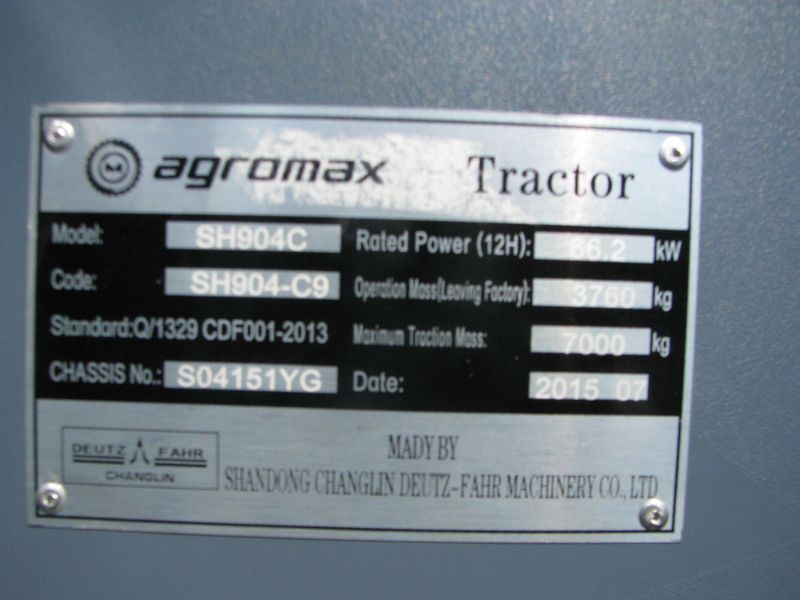 agromax Tractor
Model: SH904C Rated Power (12H): 66.2 kW
Code: SH904-C9 Operation Mass(Leaving Factory): 3760 kg
Standard:Q/1329 CDF001-2013 Maximum Traction Mass: 7000 kg
CHASSIS No.: S04151YG Date: 2015 07
DEUTZ FAHR
CHANGLIN
MADY BY
SHANDONG CHANGLIN DEUTZ-FAHR MACHINERY CO., LTD